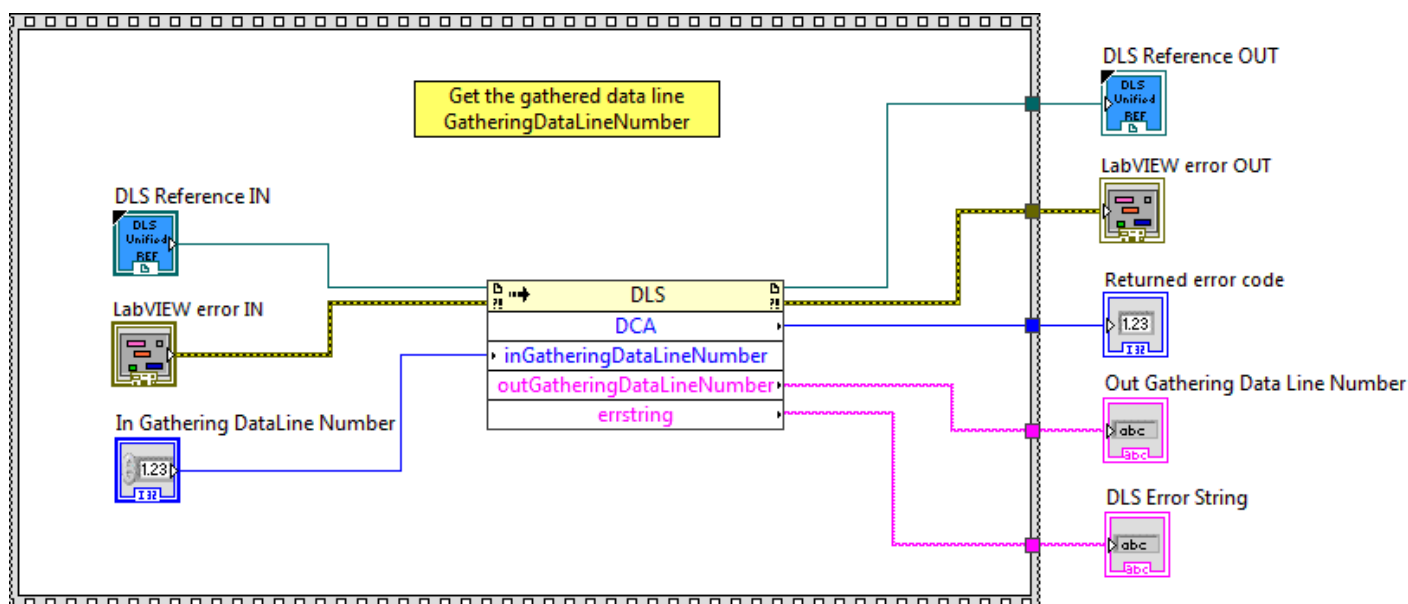 Get the gathered data line
GatheringDataLineNumber
DLS Reference IN
DLS
Unified
REF
LabVIEW error IN
In Gathering DataLine Number
1.23
I32
?!
DLS
?!
DCA
inGatheringDataLineNumber
outGatheringDataLineNumber
errstring
DLS Reference OUT
DLS
Unified
REF
LabVIEW error OUT
Returned error code
1.23
I32
Out Gathering Data Line Number
abc
abc
DLS Error String
abc
abc